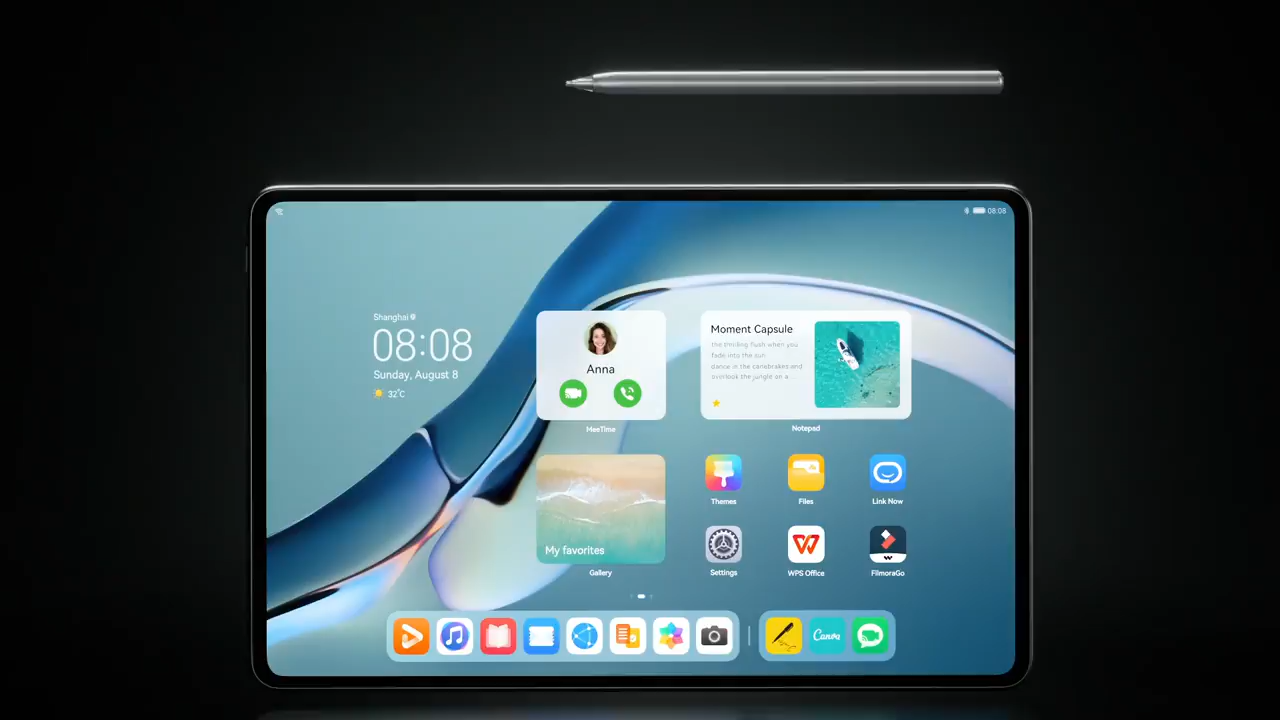 08:08
Shanghai
08:08
Sunday, August 8
32°C
Anna
MeeTime
Moment Capsule
the thrilling flush when you
fade into the sun
dance in the canebrakes and
overlook the jungle on a ...
Notepad
My favorites
Gallery
Themes
Files
Link Now
Settings
WPS Office
FilmoraGo
Canva